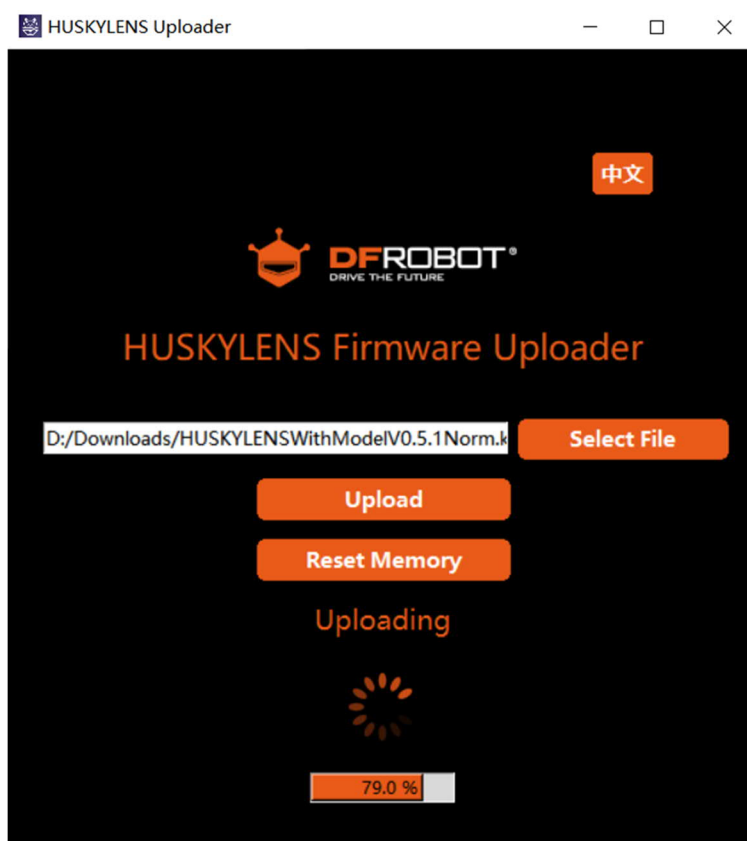 HUSKYLENS Uploader
中文
DFROBOT®
DRIVE THE FUTURE
HUSKYLENS Firmware Uploader
D:/Downloads/HUSKYLENSWithModelV0.5.1Norm.k
Select File
Upload
Reset Memory
Uploading
79.0 %